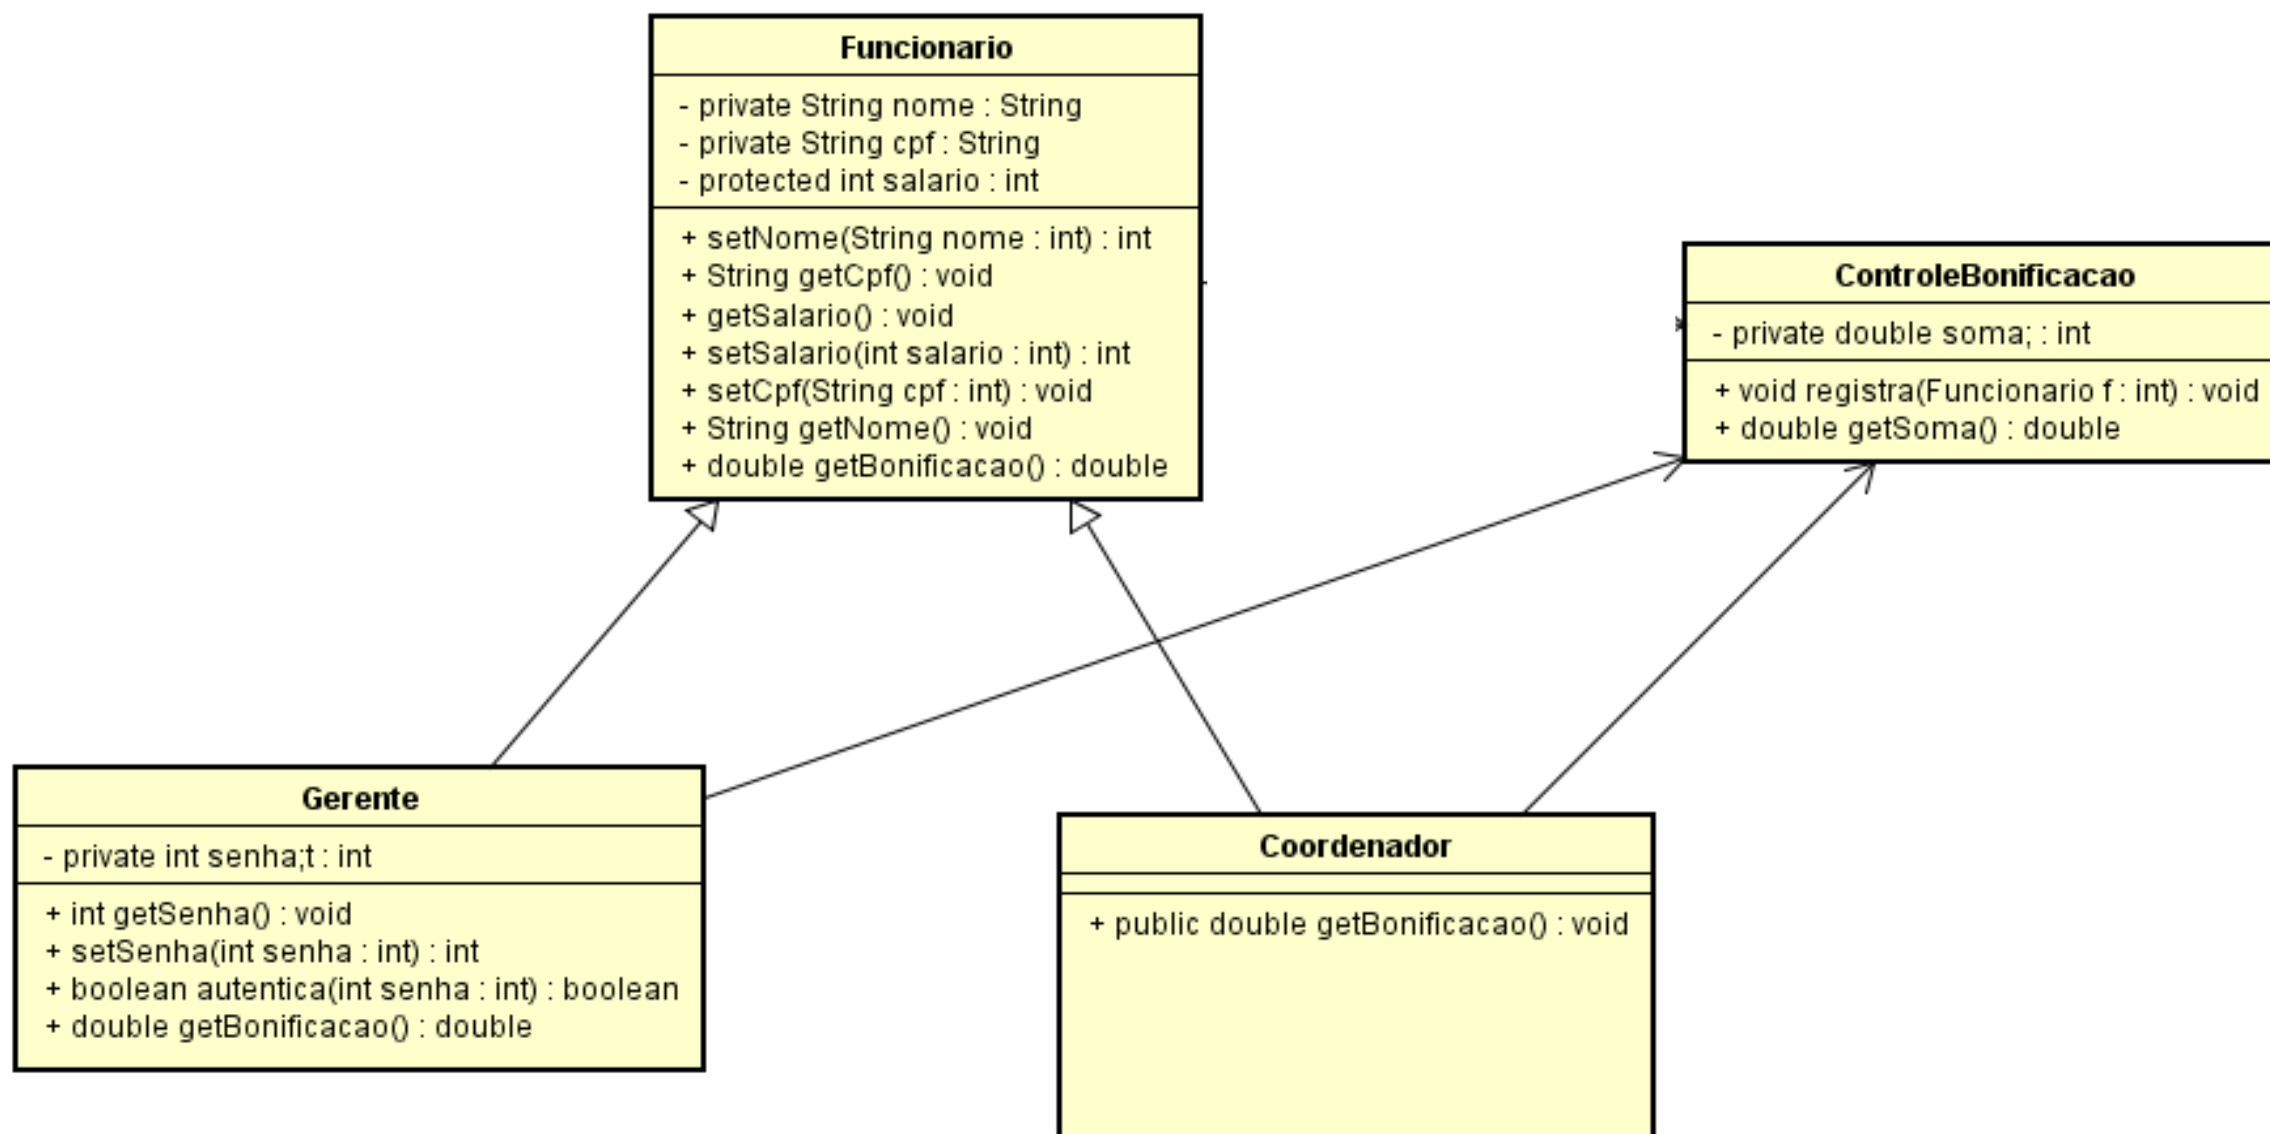 Funcionario
- private String nome : String
- private String cpf : String
- protected int salario : int
+ setNome(String nome : int) : int
+ String getCpf() : void
+ getSalario() : void
+ setSalario(int salario : int) : int
+ setCpf(String cpf : int) : void
+ String getNome() : void
+ double getBonificacao() : double
ControleBonificacao
- private double soma; : int
+ void registra(Funcionario f : int) : void
+ double getSoma() : double
Gerente
- private int senha;t : int
+ int getSenha() : void
+ setSenha(int senha : int) : int
+ boolean autentica(int senha : int) : boolean
+ double getBonificacao() : double
Coordenador
+ public double getBonificacao() : void